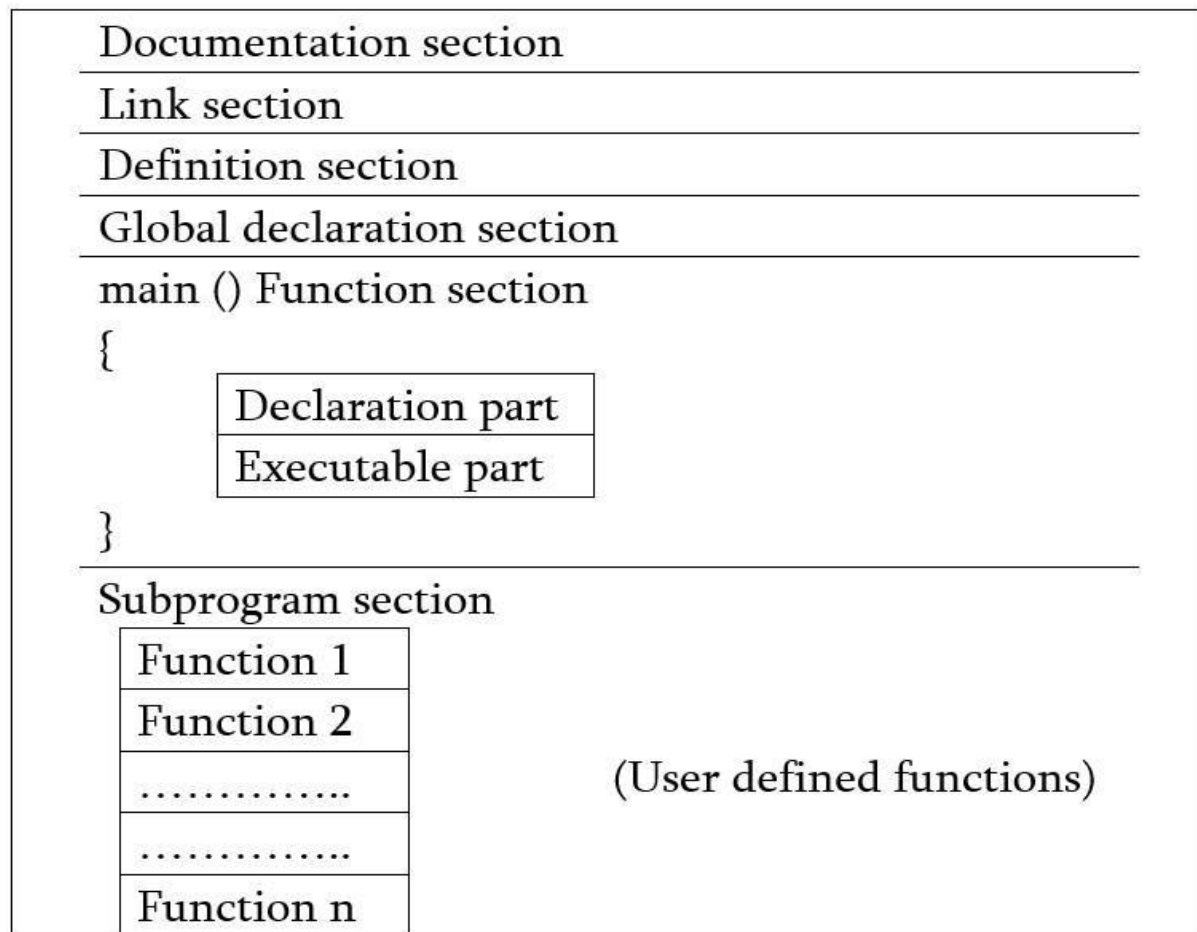 Documentation section
Link section
Definition section
Global declaration section
main () Function section
{
Declaration part
Executable part
}
Subprogram section
Function 1
Function 2
…………..
(User defined functions)
…………..
Function n